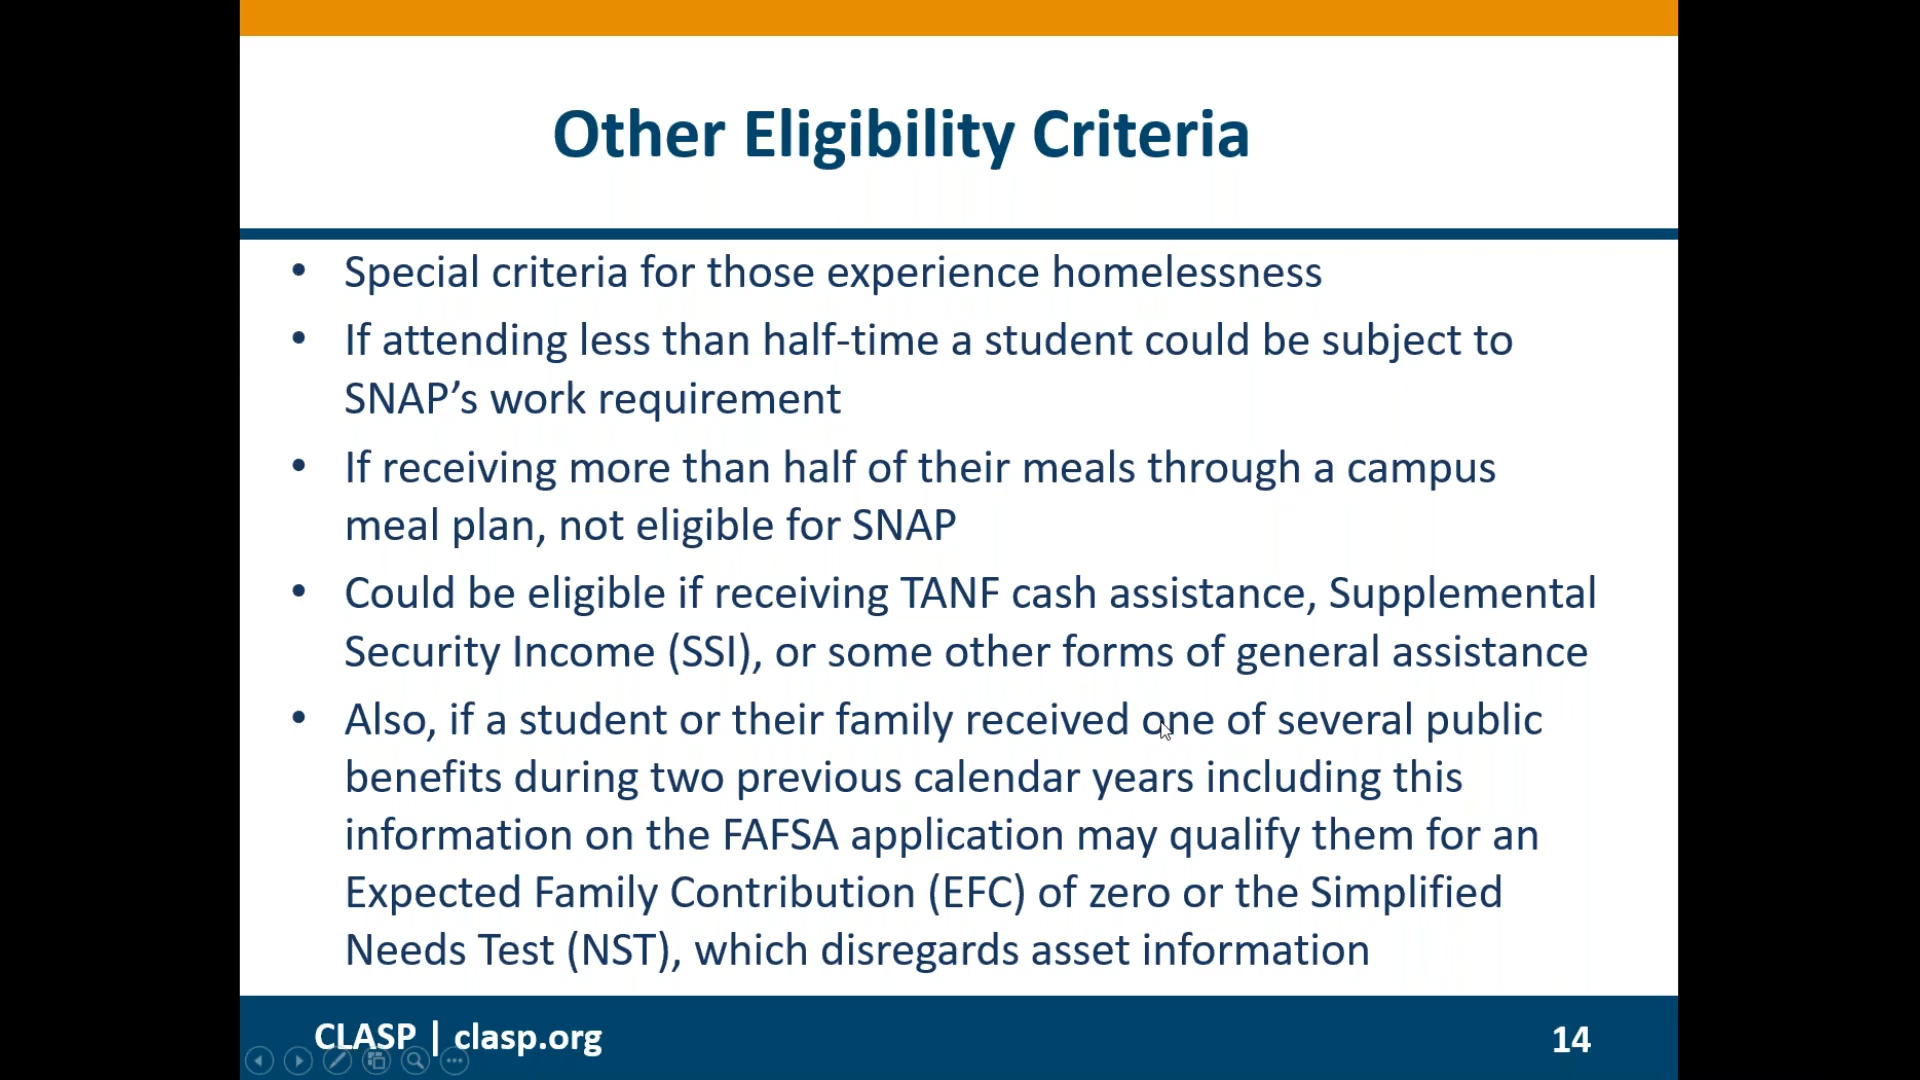 Other Eligibility Criteria
• Special criteria for those experience homelessness
• If attending less than half-time a student could be subject to
SNAP’s work requirement
• If receiving more than half of their meals through a campus
meal plan, not eligible for SNAP
• Could be eligible if receiving TANF cash assistance, Supplemental
Security Income (SSI), or some other forms of general assistance
• Also, if a student or their family received one of several public
benefits during two previous calendar years including this
information on the FAFSA application may qualify them for an
Expected Family Contribution (EFC) of zero or the Simplified
Needs Test (NST), which disregards asset information
CLASP | clasp.org
14